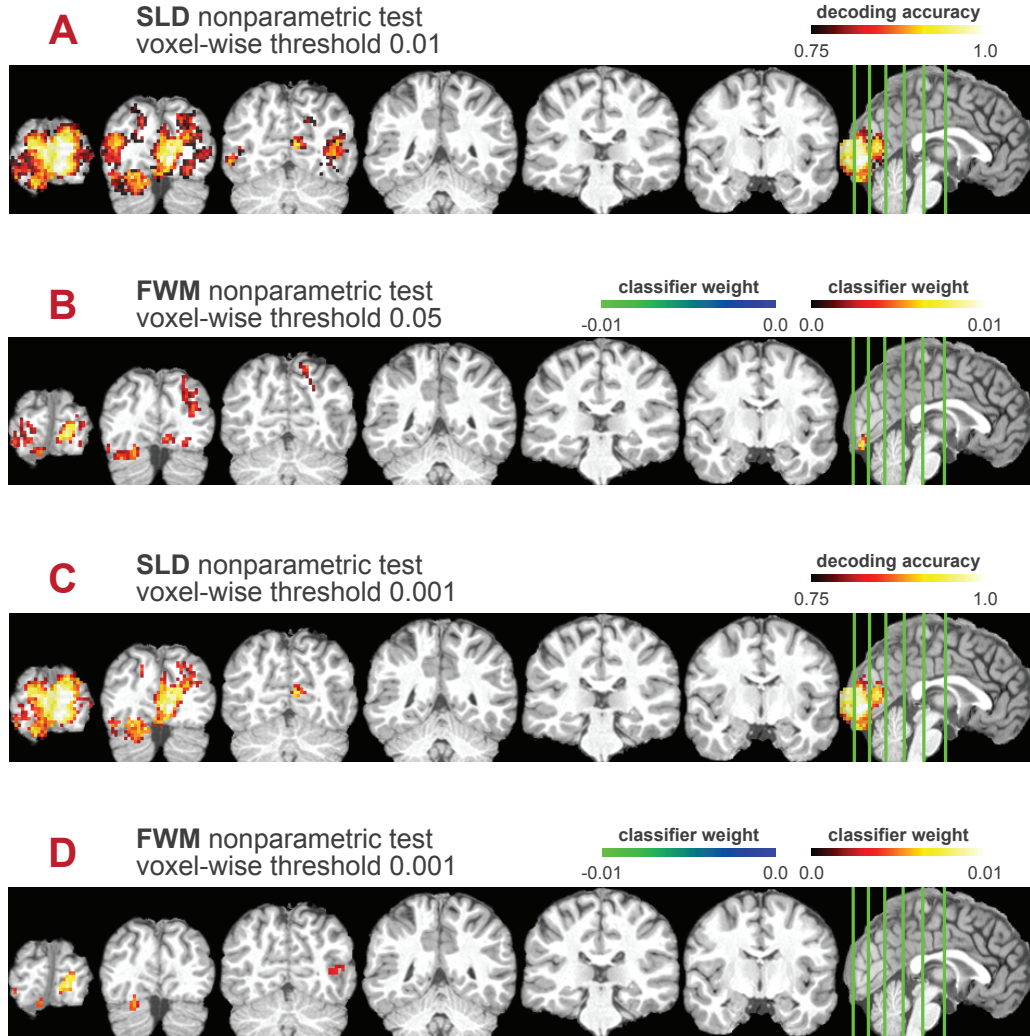 A
SLD nonparametric test
voxel-wise threshold 0.01
decoding accuracy
0.75 1.0
B
FWM nonparametric test
voxel-wise threshold 0.05
classifier weight
-0.01 0.0
classifier weight
0.0 0.01
C
SLD nonparametric test
voxel-wise threshold 0.001
decoding accuracy
0.75 1.0
D
FWM nonparametric test
voxel-wise threshold 0.001
classifier weight
-0.01 0.0
classifier weight
0.0 0.01